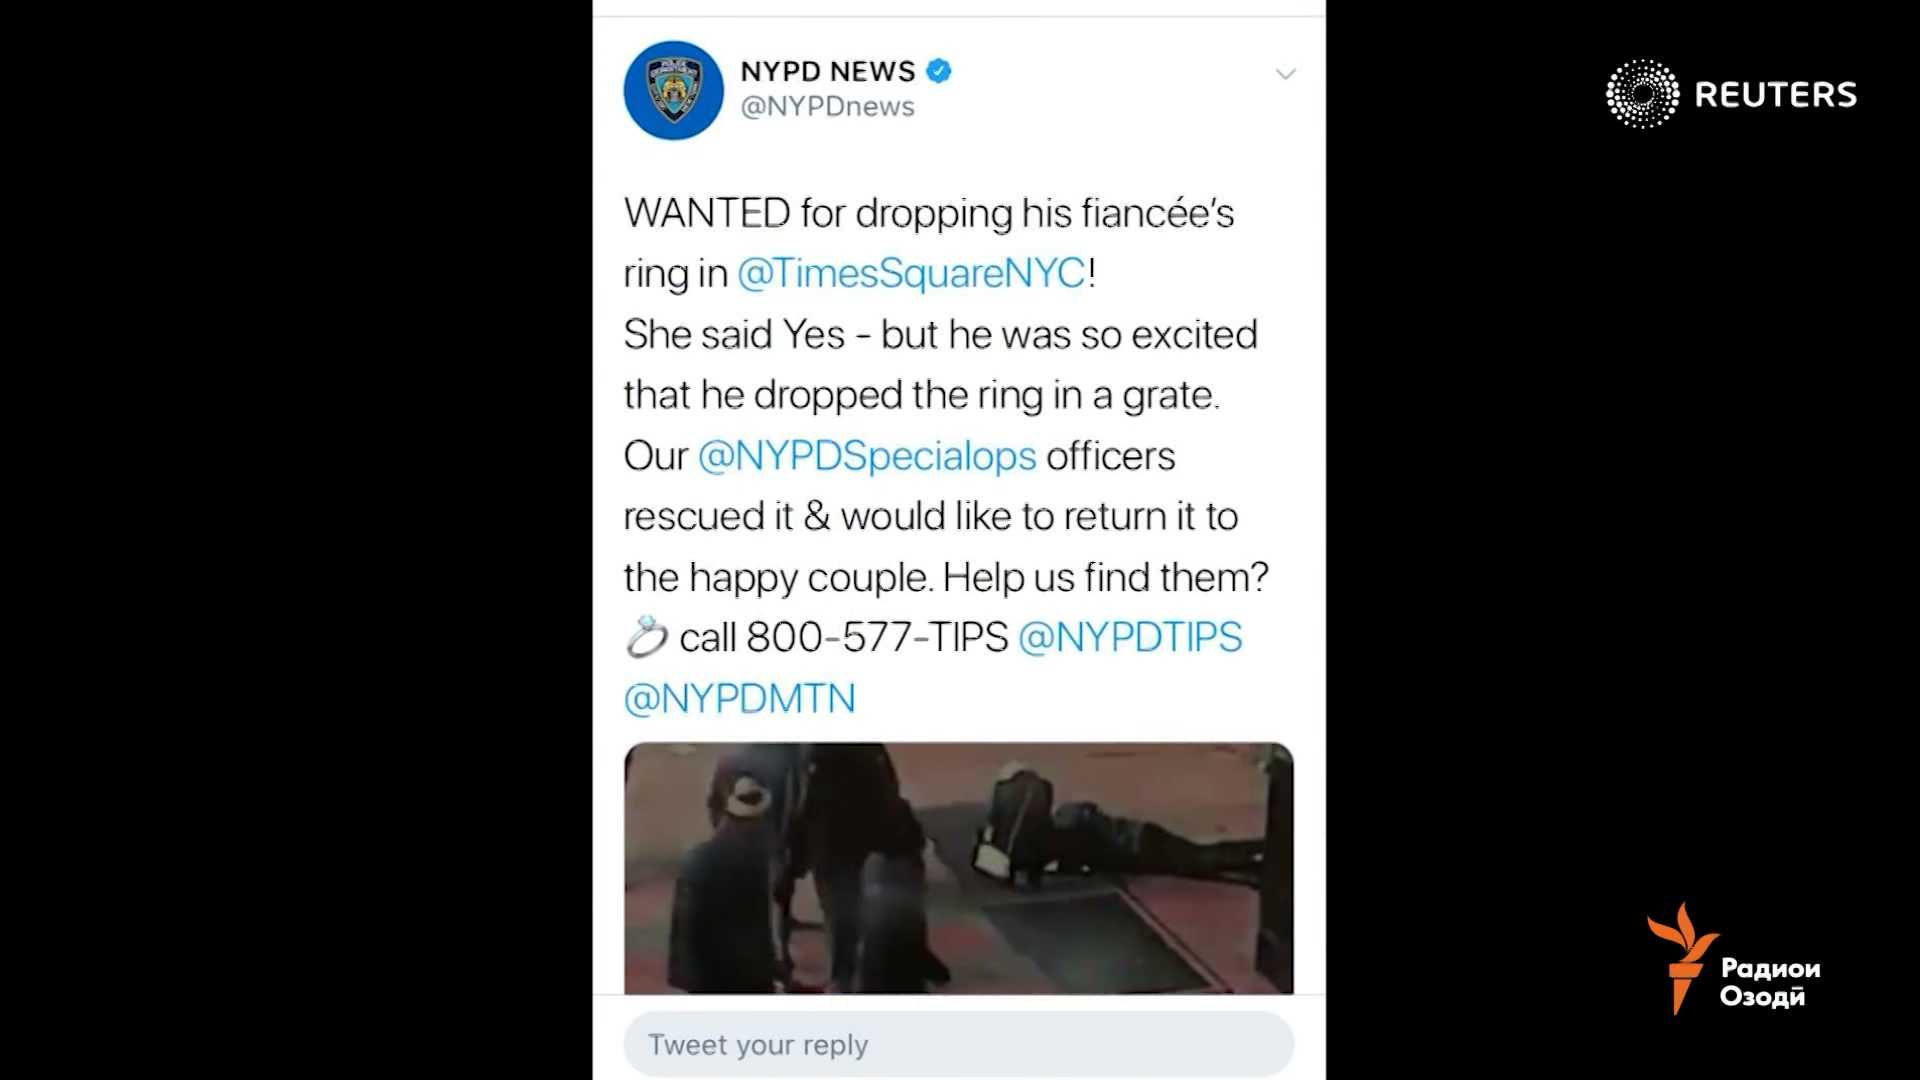 NYPD NEWS
@NYPDnews
REUTERS
WANTED for dropping his fiancée's
ring in @TimesSquareNYC!
She said Yes - but he was so excited
that he dropped the ring in a grate.
Our @NYPDSpecialops officers
rescued it & would like to return it to
the happy couple. Help us find them?
💍 call 800-577-TIPS @NYPDTIPS
@NYPDMTN
Tweet your reply
Радиои
Озодӣ